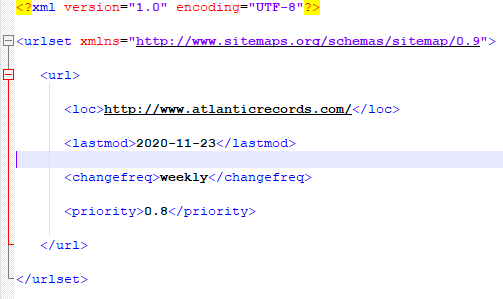 <?xml version="1.0" encoding="UTF-8"?>
<urlset xmlns="http://www.sitemaps.org/schemas/sitemap/0.9">
<url>
<loc>http://www.atlanticrecords.com/</loc>
<lastmod>2020-11-23</lastmod>
<changefreq>weekly</changefreq>
<priority>0.8</priority>
</url>
</urlset>